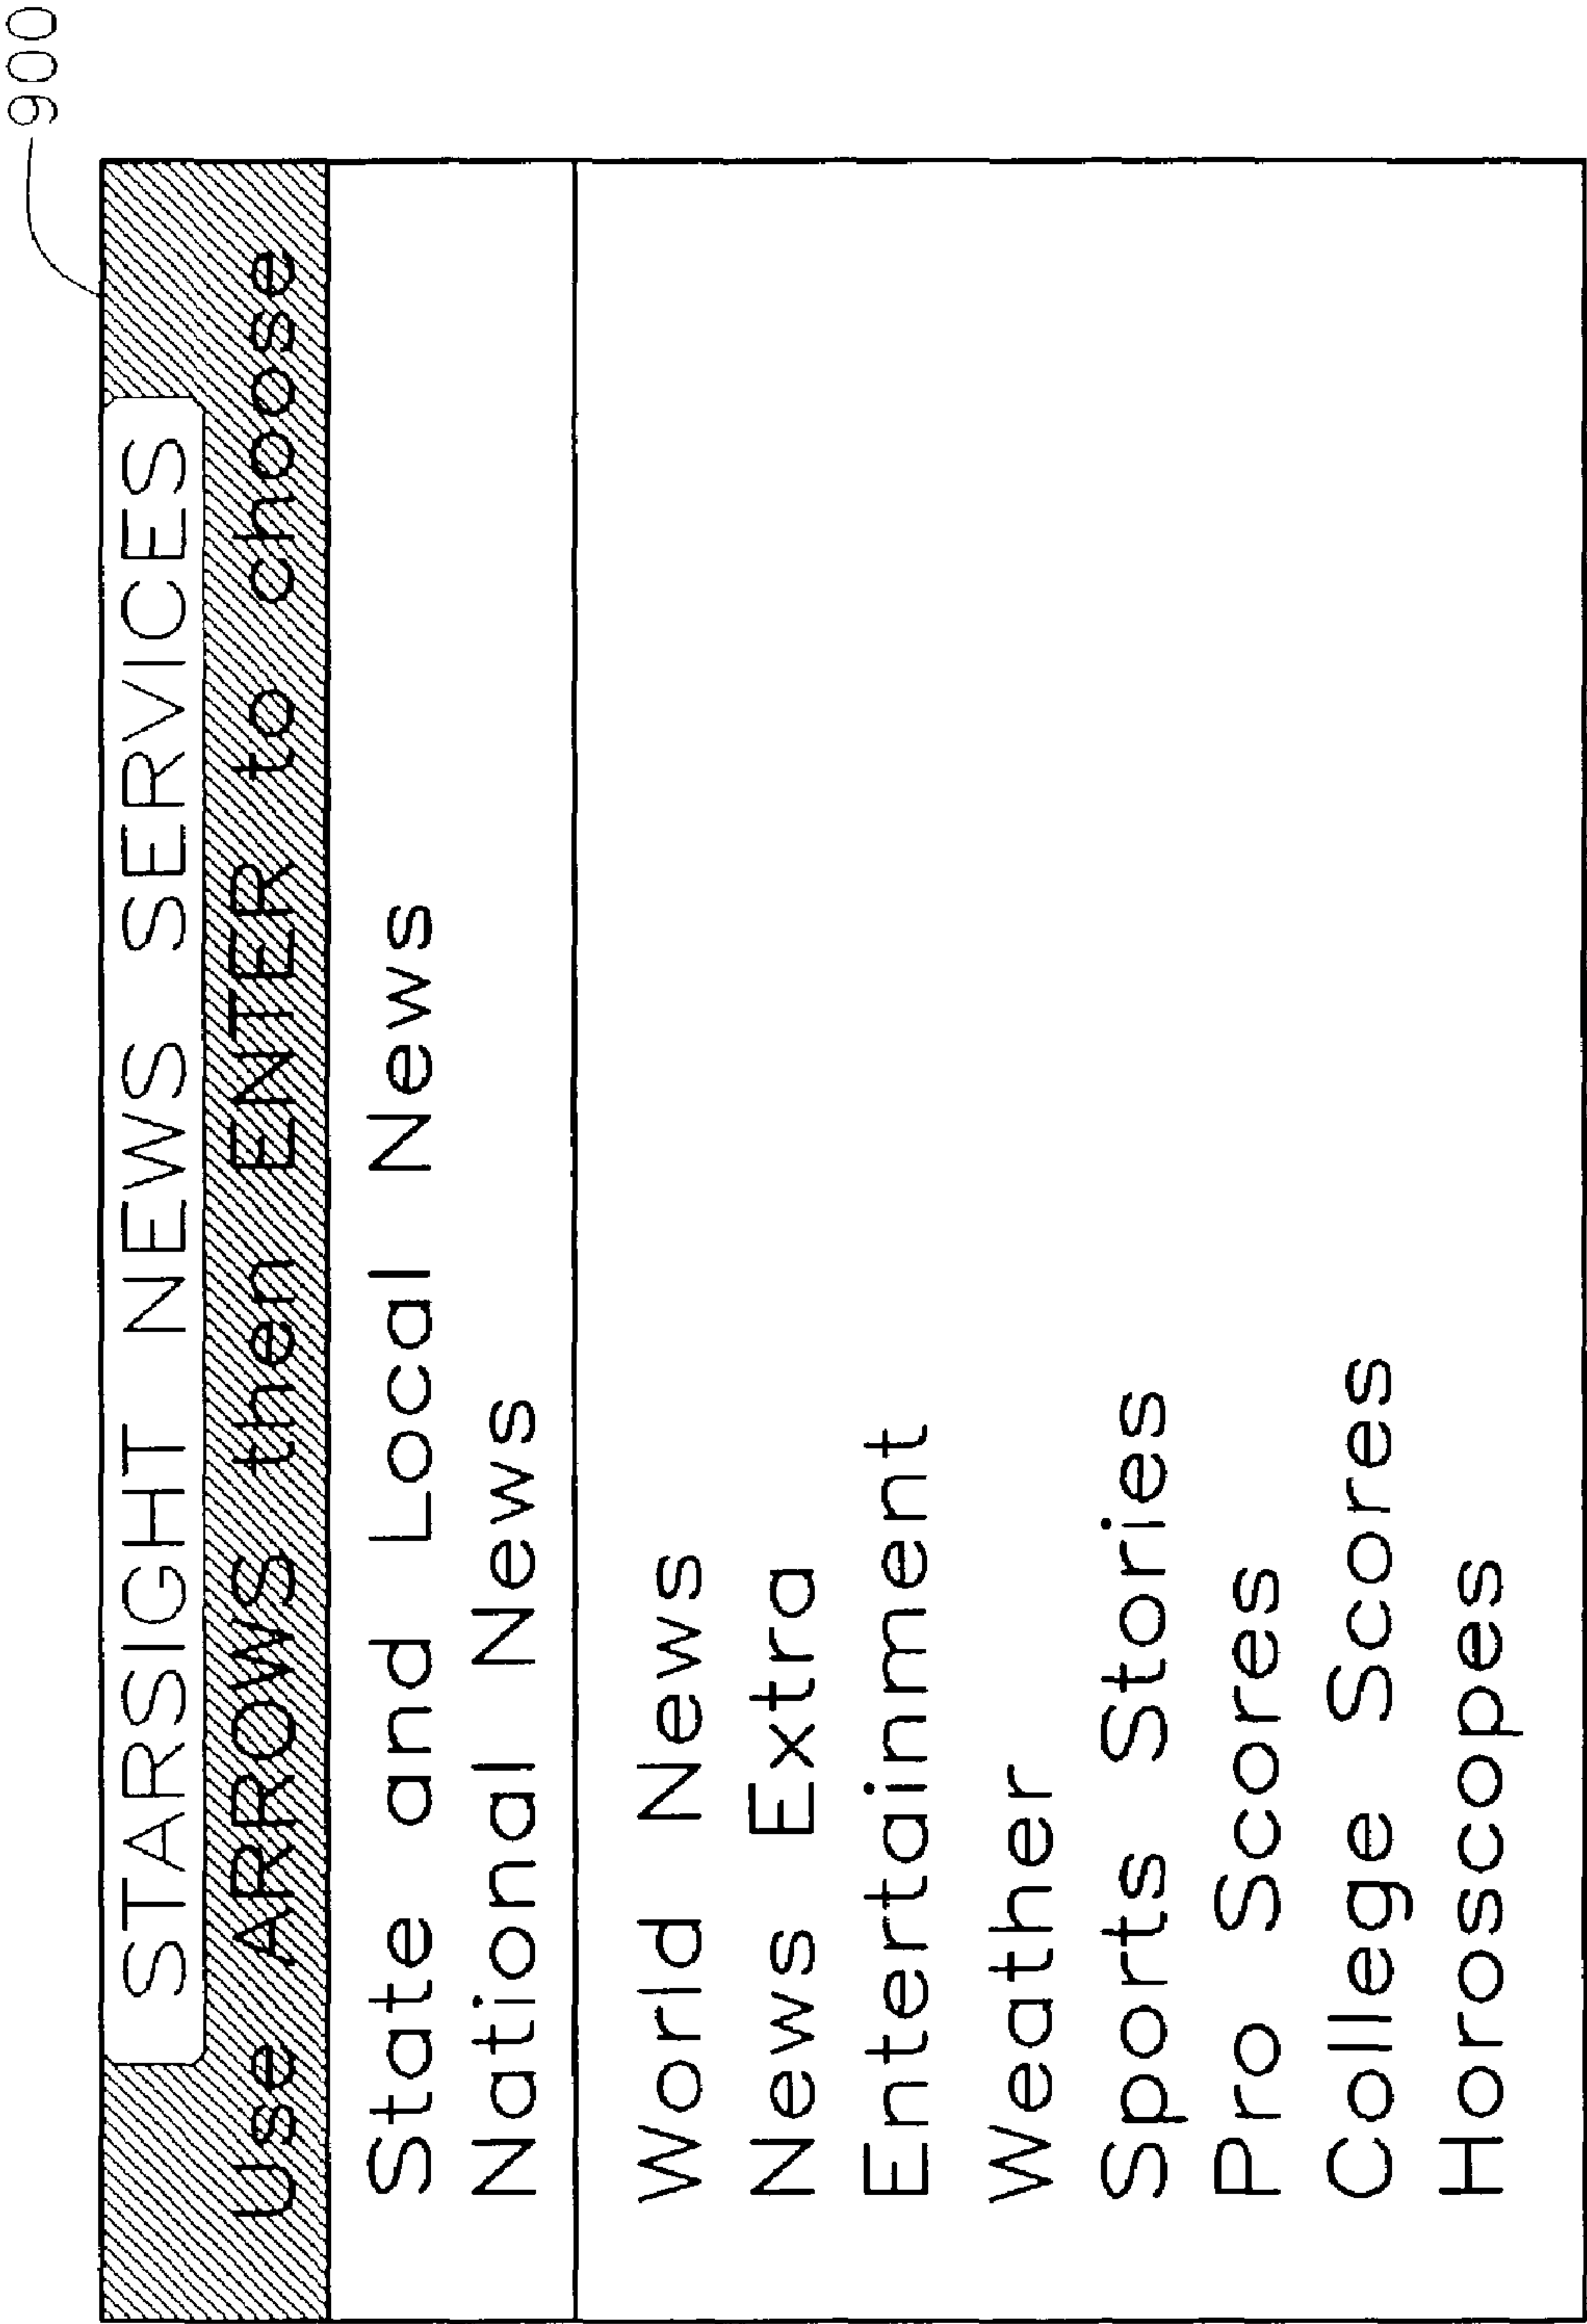 900
STARSIGHT NEWS SERVICES
Use ARROWS then ENTER to choose
State and Local News
National News
World News
News Extra
Entertainment
Weather
Sports Stories
Pro Scores
College Scores
Horoscopes